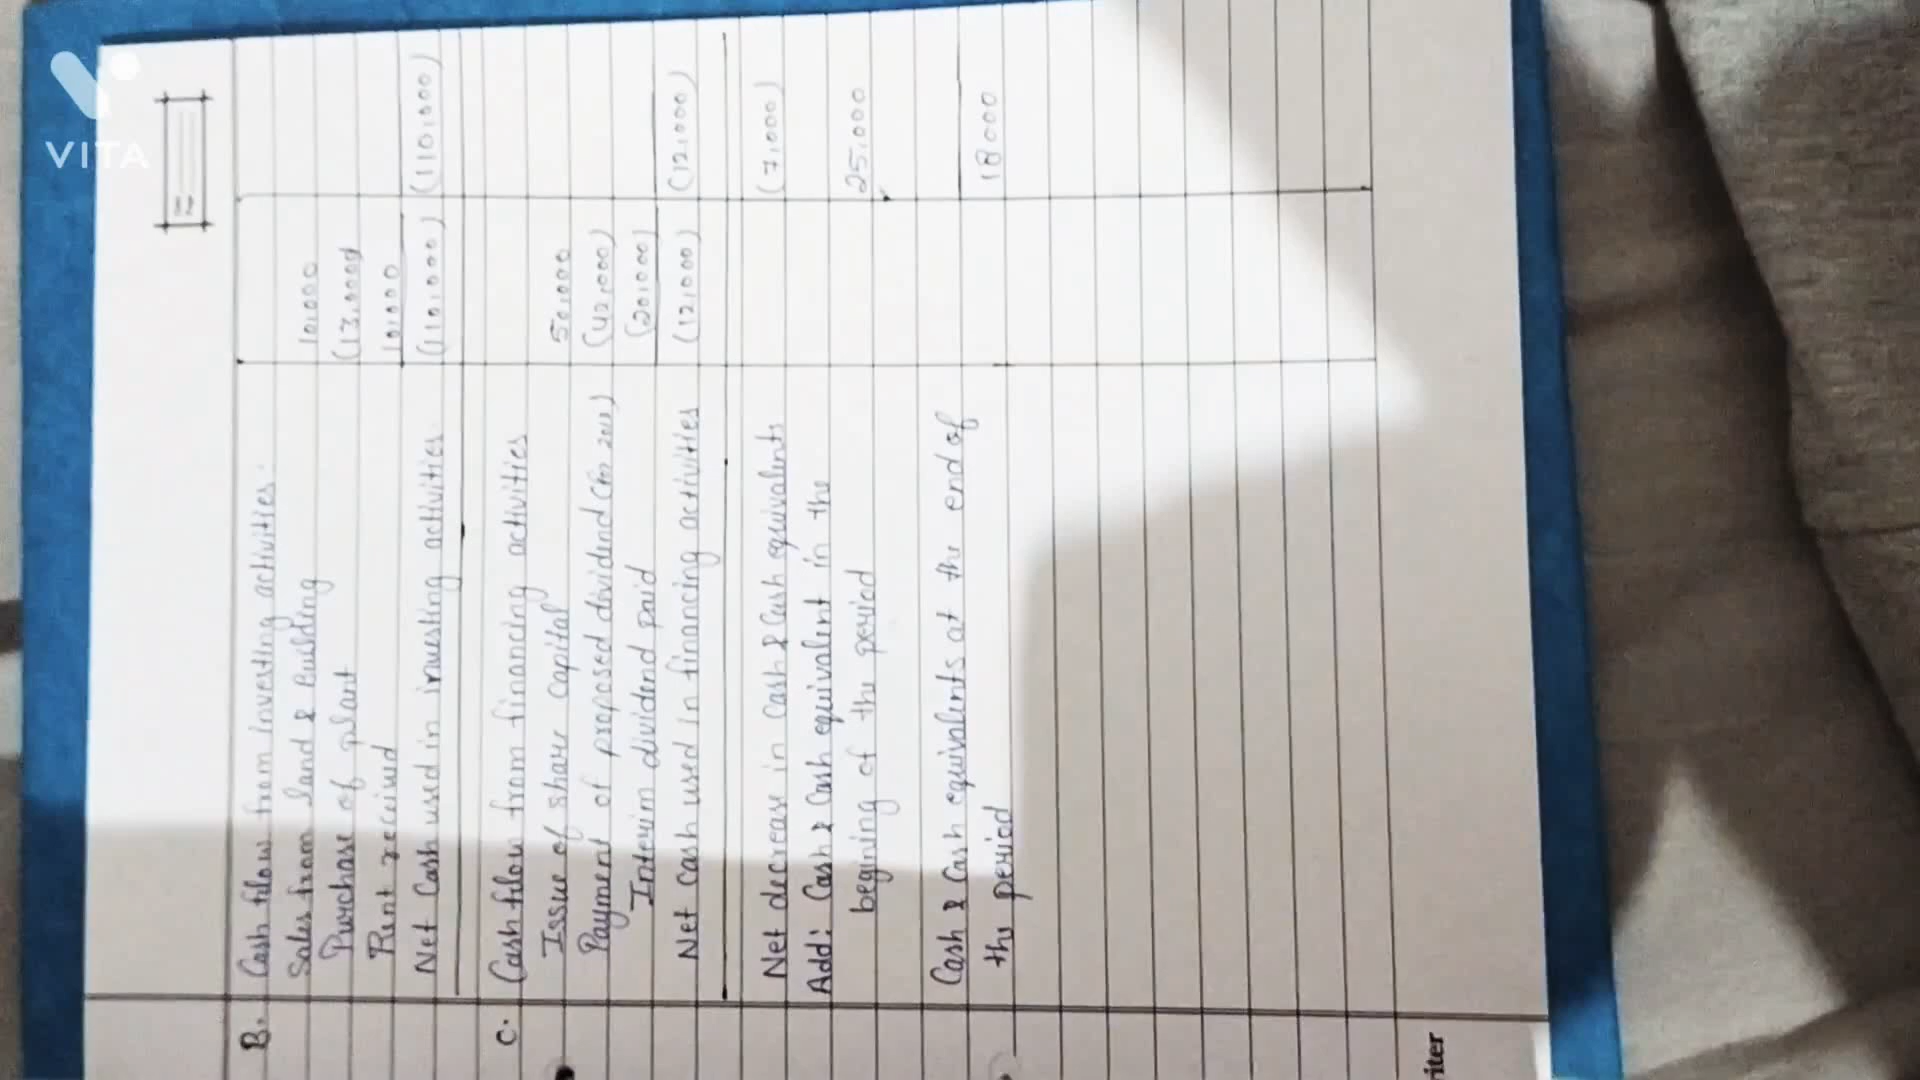 VITA
B. Cash flow from investing activities:
Sales from land & Building 10,000
Purchase of plant (13,0000)
Rent received 10,000
Net Cash used in investing activities (110,000) (110,000)
C. Cash flow from financing activities
Issue of share capital 50,000
Payment of proposed dividend (for 2011) (42,000)
Interim dividend paid (20,000)
Net cash used in financing activities (12,000) (12,000)
Net decrease in Cash & Cash equivalents (7,000)
Add: Cash & Cash equivalent in the
begining of the period 25,000
Cash & Cash equivalents at the end of
the period 18000
iter